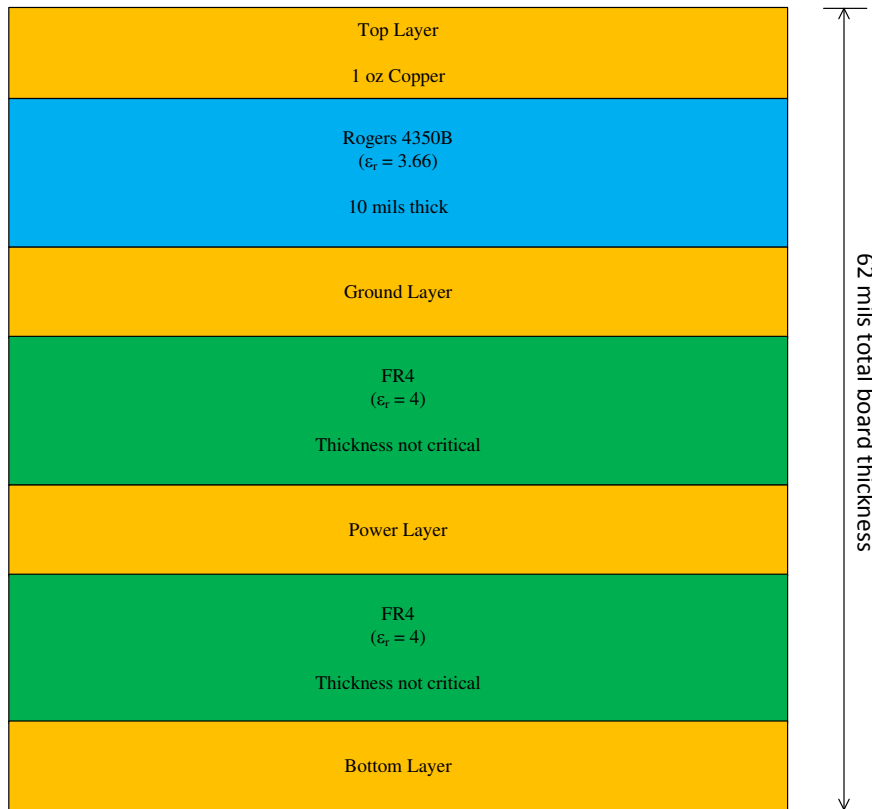 Top Layer
1 oz Copper
Rogers 4350B
(εr = 3.66)
10 mils thick
Ground Layer
FR4
(εr = 4)
Thickness not critical
Power Layer
FR4
(εr = 4)
Thickness not critical
Bottom Layer
62 mils total board thickness